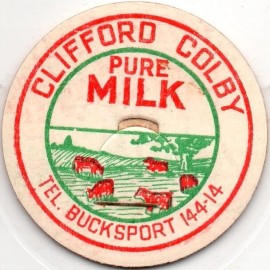 CLIFFORD COLBY
PURE
MILK
TEL. BUCKSPORT 144-14